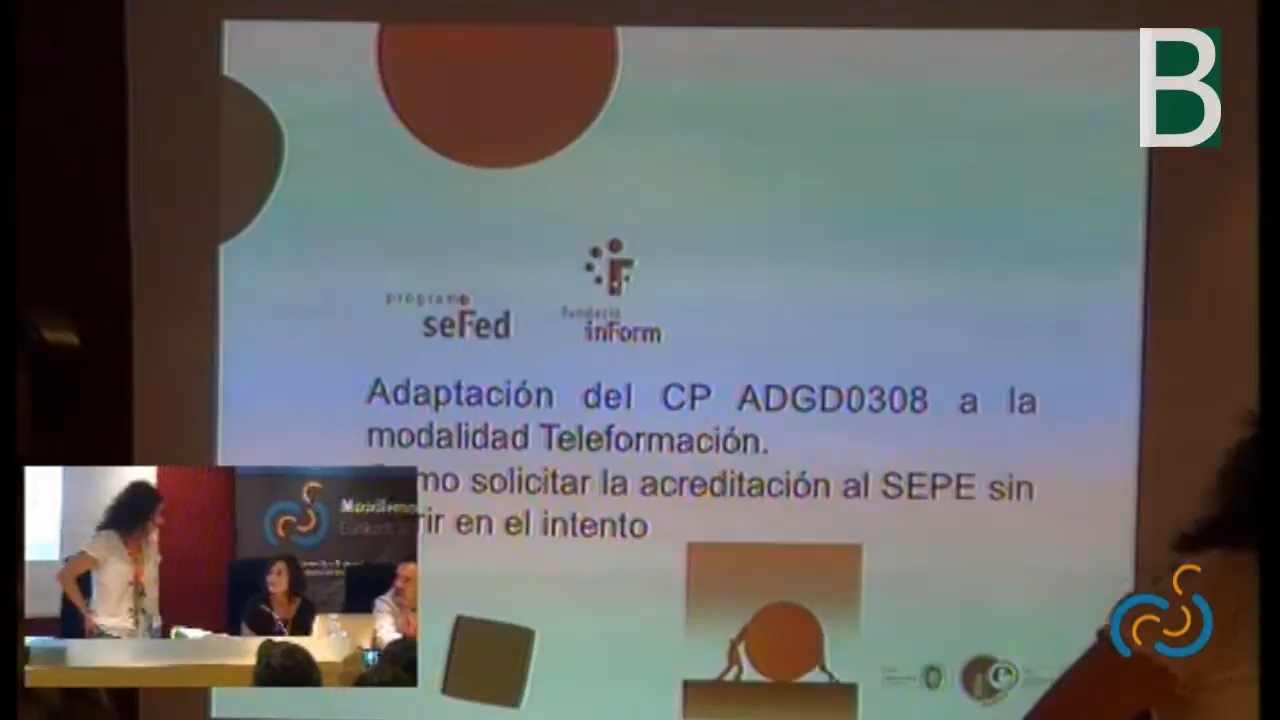 B
programa
seFed
fundació
inForm
Adaptación del CP ADGD0308 a la
modalidad Teleformación.
mo solicitar la acreditación al SEPE sin
rir en el intento